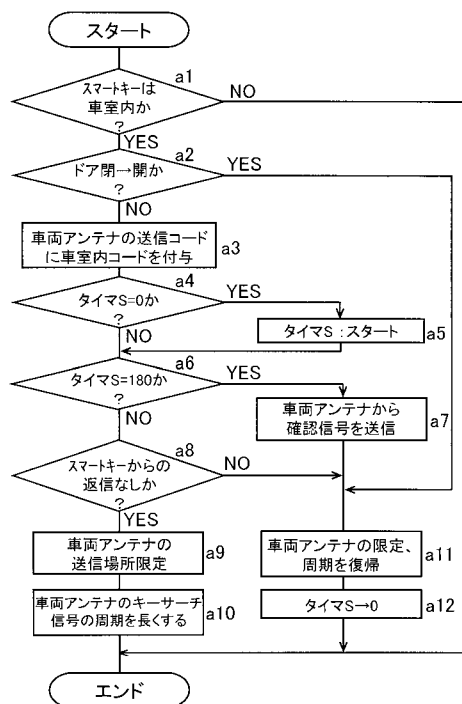 スタート
a1
スマートキーは
車室内か
?
NO
YES
a2
ドア閉→開か
?
YES
NO
車両アンテナの送信コード
に車室内コードを付与
a3
a4
タイマS=0か
?
YES
タイマS:スタート
a5
NO
a6
タイマS=180か
?
YES
車両アンテナから
確認信号を送信
a7
NO
a8
スマートキーからの
返信なしか
?
NO
YES
車両アンテナの
送信場所限定
a9
車両アンテナの限定、
周期を復帰
a11
車両アンテナのキーサーチ
信号の周期を長くする
a10
タイマS→0
a12
エンド